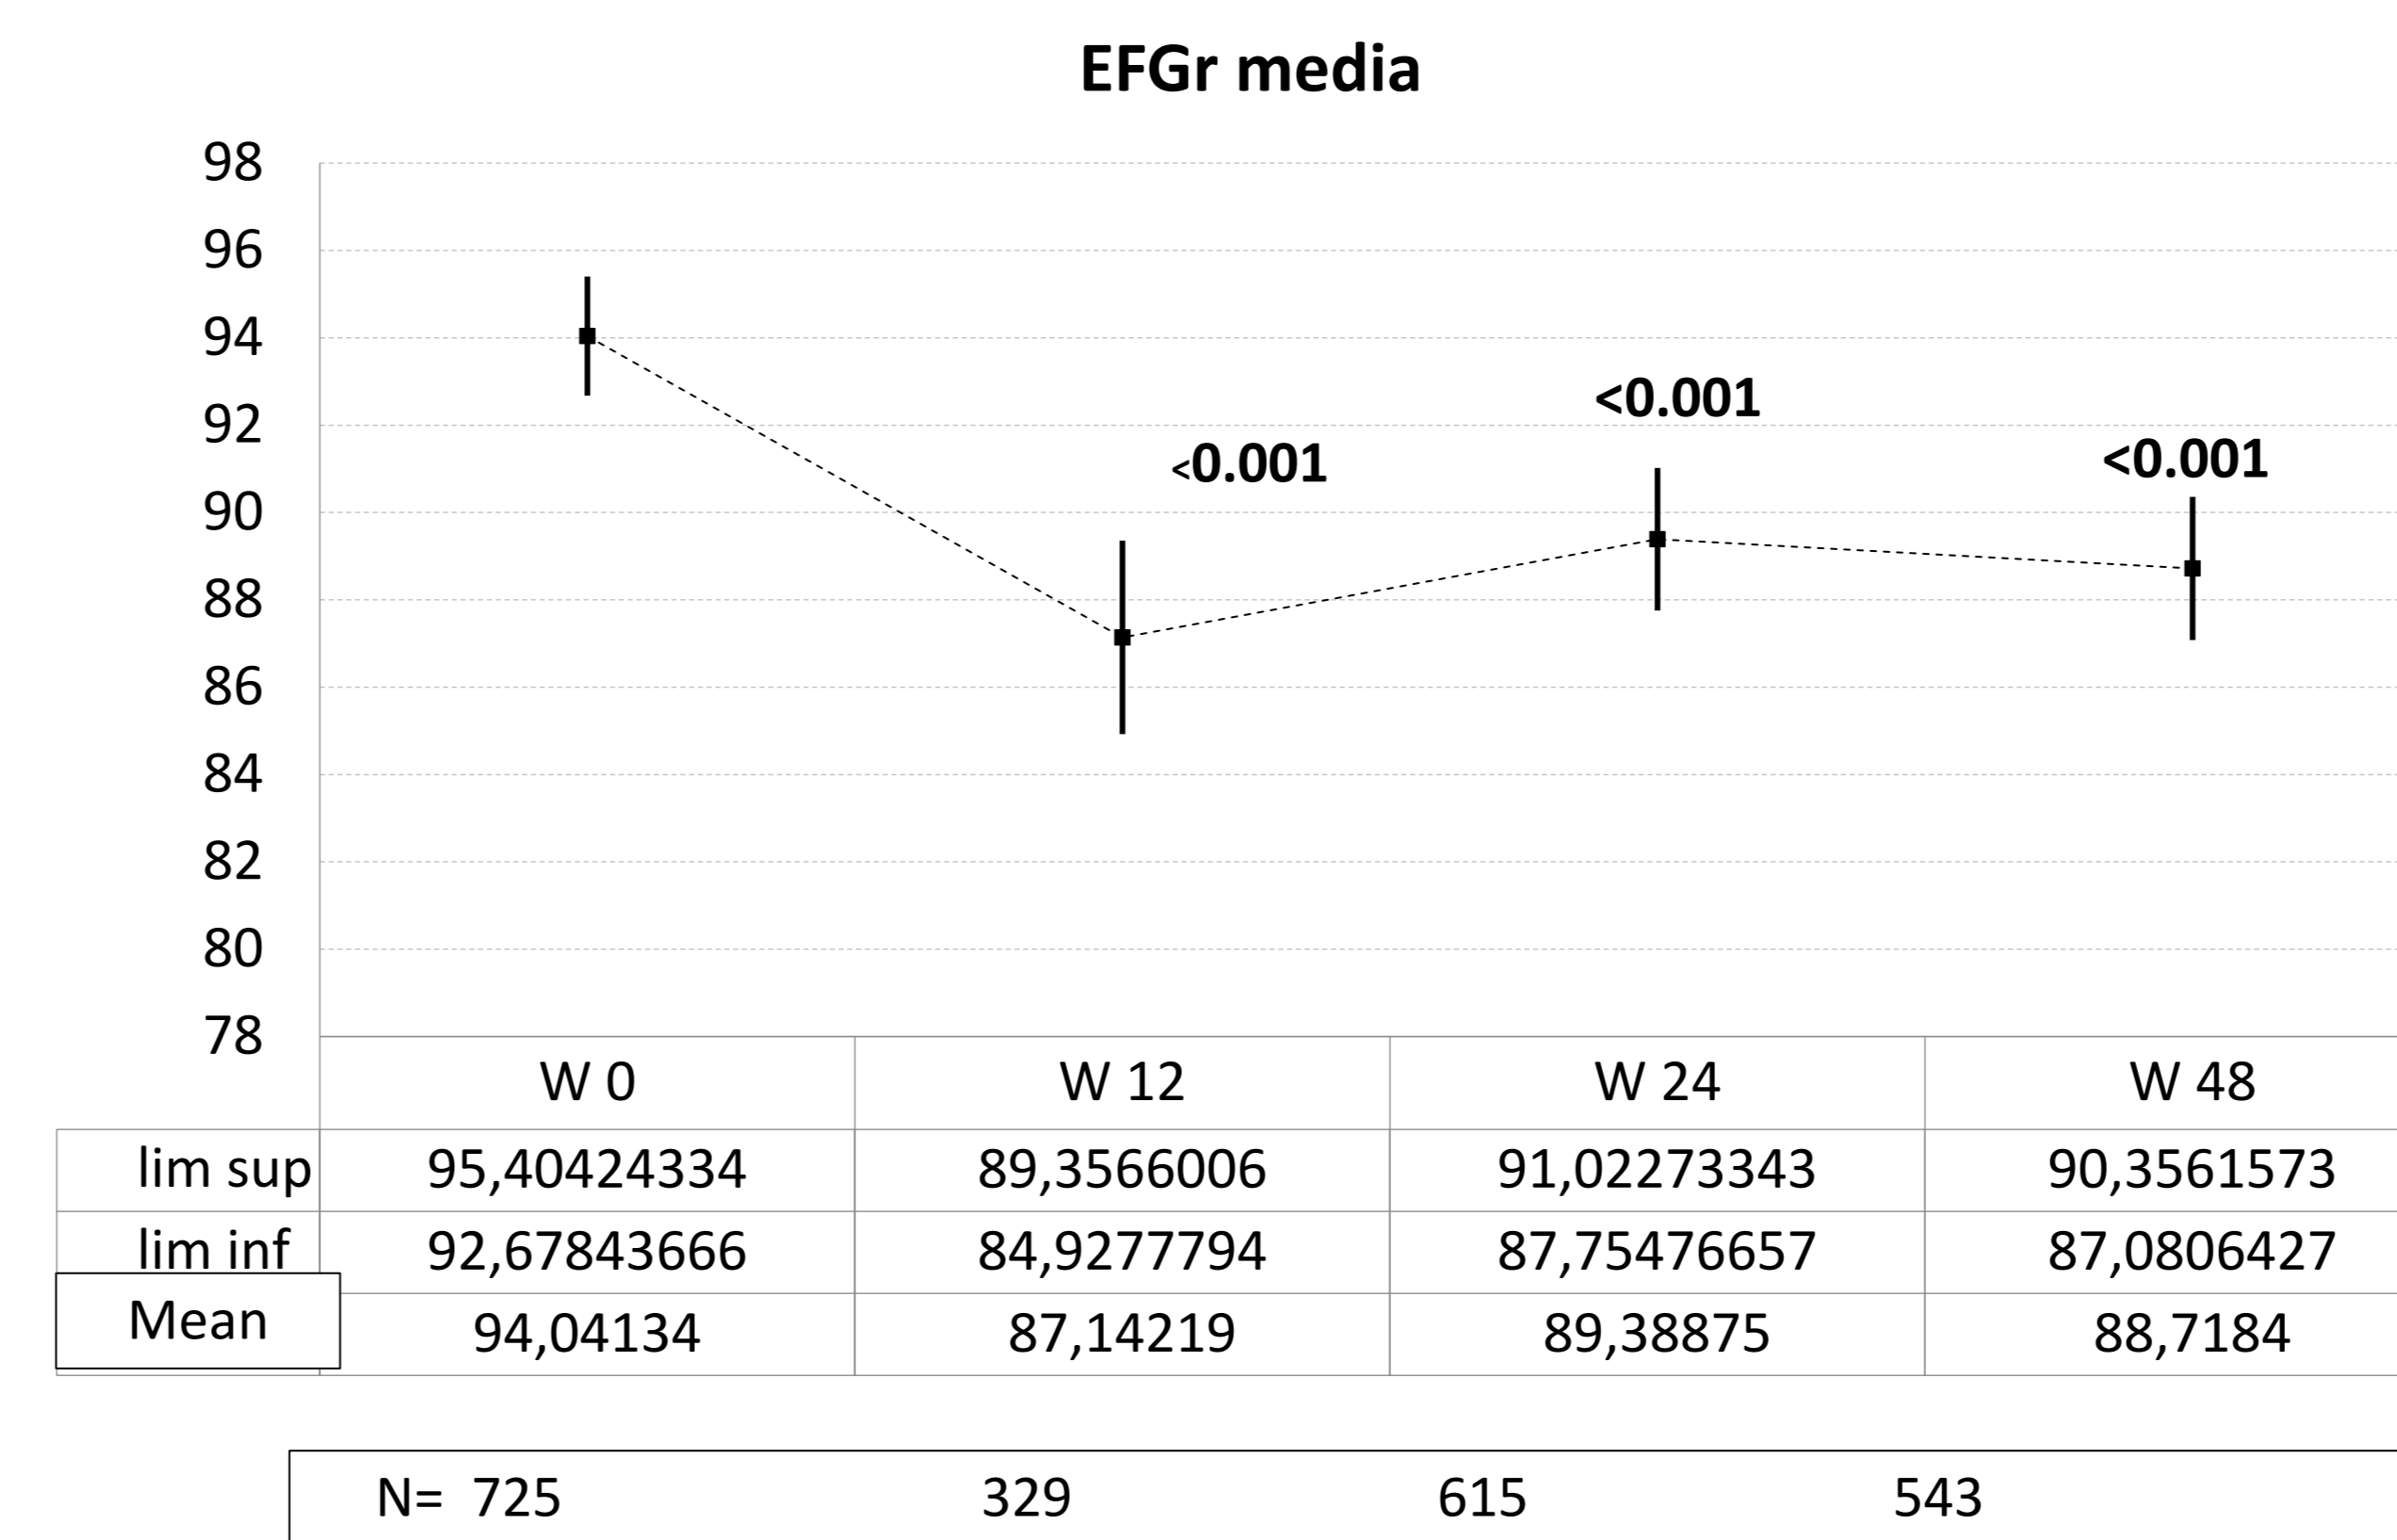 EFGr media
98
96
94
92
90
88
86
84
82
80
78
<0.001
<0.001
<0.001
W 0 W 12 W 24 W 48
lim sup 95,40424334 89,3566006 91,02273343 90,3561573
lim inf 92,67843666 84,9277794 87,75476657 87,0806427
Mean 94,04134 87,14219 89,38875 88,7184
N= 725 329 615 543